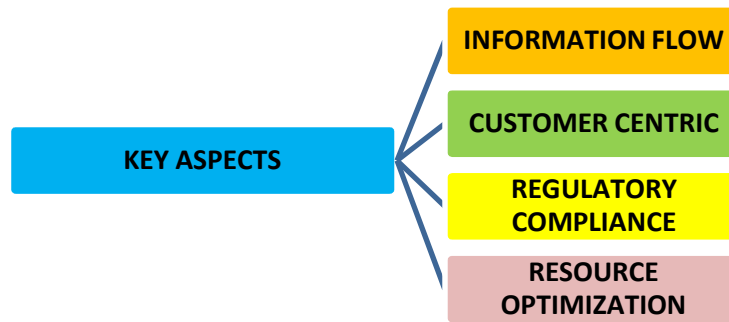 INFORMATION FLOW
CUSTOMER CENTRIC
KEY ASPECTS
REGULATORY
COMPLIANCE
RESOURCE
OPTIMIZATION